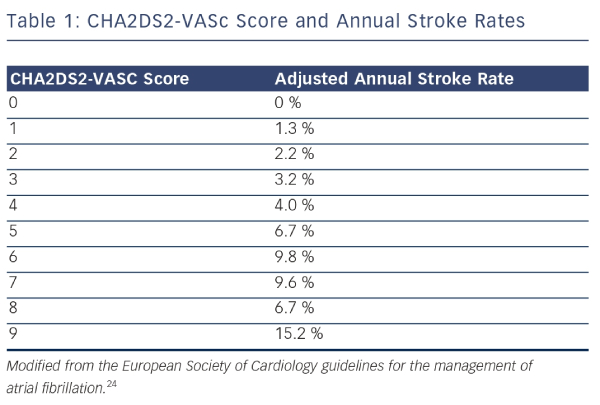 Table 1: CHA2DS2-VASc Score and Annual Stroke Rates
CHA2DS2-VASC Score Adjusted Annual Stroke Rate
0 0 %
1 1.3 %
2 2.2 %
3 3.2 %
4 4.0 %
5 6.7 %
6 9.8 %
7 9.6 %
8 6.7 %
9 15.2 %
Modified from the European Society of Cardiology guidelines for the management of
atrial fibrillation.24